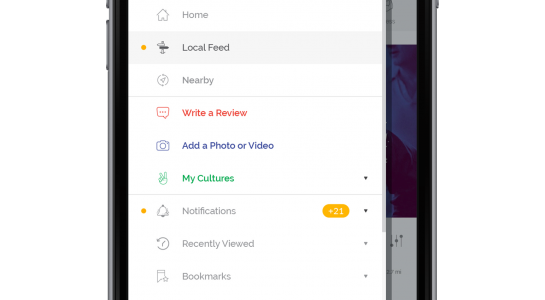 Home
Local Feed
Nearby
Write a Review
Add a Photo or Video
My Cultures
Notifications
+21
Recently Viewed
Bookmarks